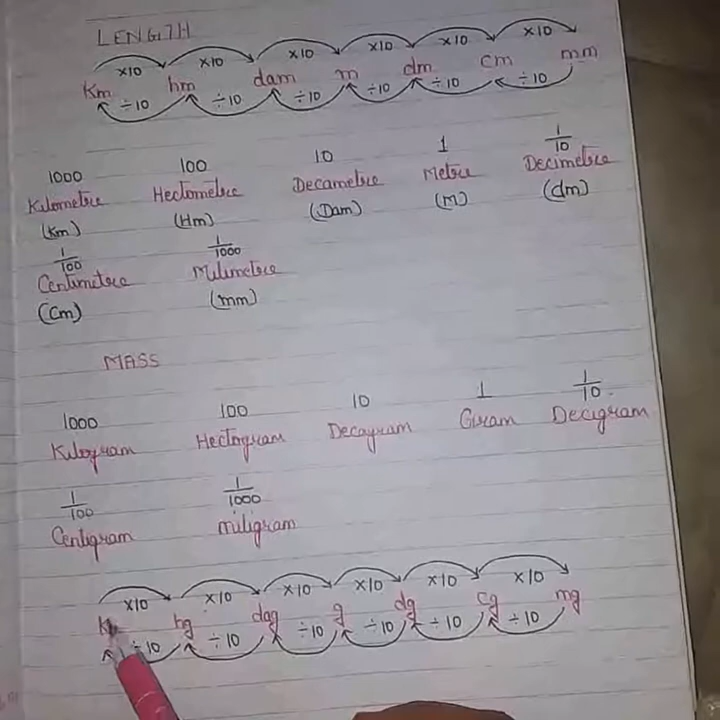 LENGTH
×10 ×10 ×10 ×10 ×10 ×10
Km hm dam m dm cm mm
÷10 ÷10 ÷10 ÷10 ÷10 ÷10
1000 100 10 1 1/10
Kilometre Hectometre Decametre Metre Decimetre
(Km) (Hm) (Dam) (M) (dm)
1/100 1/1000
Centimetre Milimetre
(Cm) (mm)
MASS
1000 100 10 1 1/10
Kilogram Hectogram Decagram Gram Decigram
1/100 1/1000
Centigram miligram
×10 ×10 ×10 ×10 ×10 ×10
hg dag g dg cg mg
÷10 ÷10 ÷10 ÷10 ÷10 ÷10